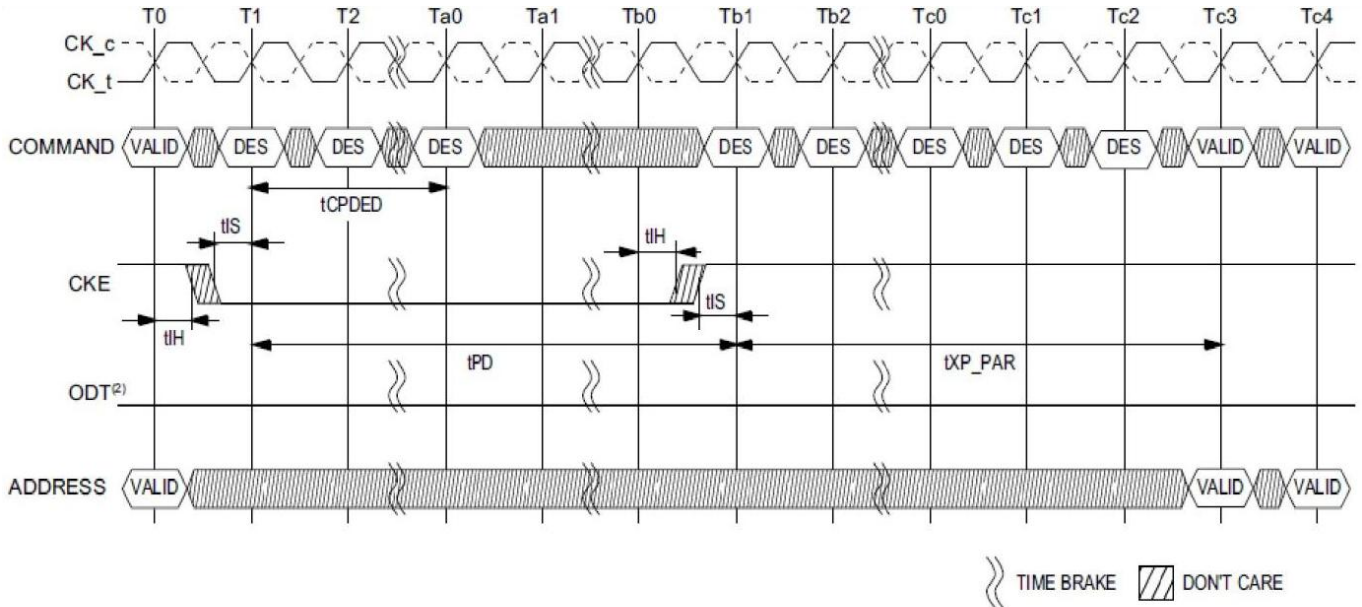 T0 T1 T2 Ta0 Ta1 Tb0 Tb1 Tb2 Tc0 Tc1 Tc2 Tc3 Tc4
CK_c
CK_t
COMMAND VALID DES DES DES DES DES DES DES DES VALID VALID
tCPDED
tIS tIH
CKE
tIS
tIH
tPD tXP_PAR
ODT(2)
ADDRESS VALID VALID VALID
TIME BRAKE DON'T CARE